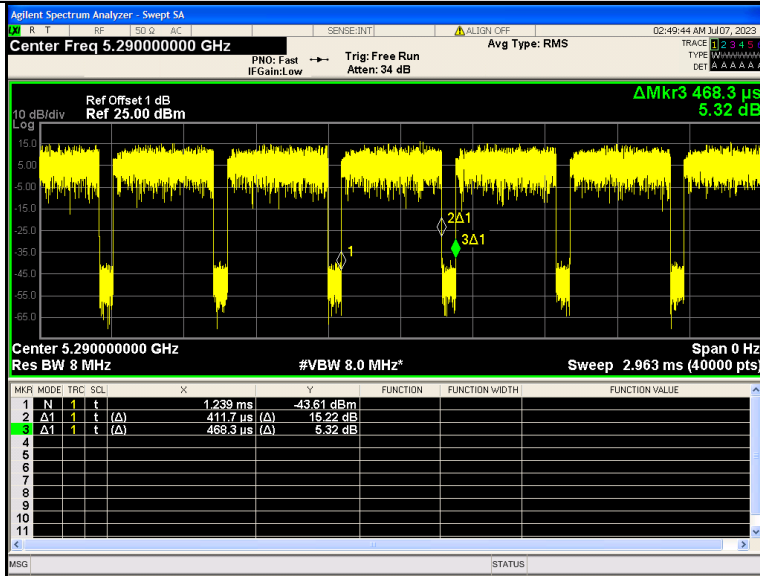 Agilent Spectrum Analyzer - Swept SA
LXI R T RF 50 Ω AC SENSE:INT ALIGN OFF 02:49:44 AM Jul 07, 2023
Center Freq 5.290000000 GHz Avg Type: RMS TRACE 1 2 3 4 5
PNO: Fast Trig: Free Run TYPE
IFGain:Low Atten: 34 dB DET A A A A A
ΔMkr3 468.3 µs
Ref Offset 1 dB
10 dB/div Ref 25.00 dBm 5.32 dB
Log
15.0
5.00
-5.00
-15.0
2Δ1
-25.0
3Δ1
-35.0
1
-45.0
-55.0
-65.0
Center 5.290000000 GHz Span 0 Hz
Res BW 8 MHz #VBW 8.0 MHz* Sweep 2.963 ms (40000 pts)
MKR MODE TRC SCL X Y FUNCTION FUNCTION WIDTH FUNCTION VALUE
1 N 1 t 1.239 ms -43.61 dBm
2 Δ1 1 t (Δ) 411.7 µs (Δ) 15.22 dB
3 Δ1 1 t (Δ) 468.3 µs (Δ) 5.32 dB
4
5
6
7
8
9
10
11
MSG STATUS